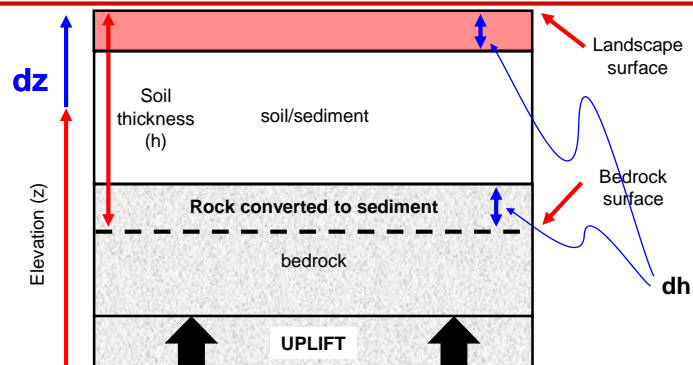 dz
Soil
thickness
(h)
soil/sediment
Landscape
surface
Elevation (z)
Rock converted to sediment
Bedrock
surface
bedrock
dh
UPLIFT